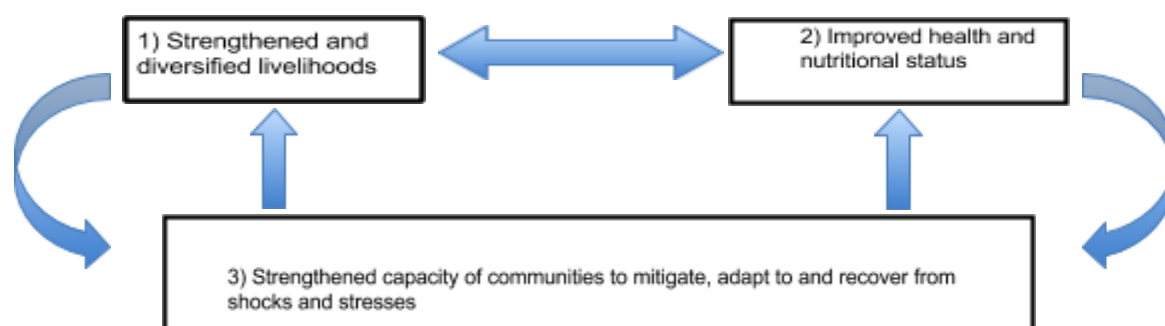 1) Strengthened and
diversified livelihoods
2) Improved health and
nutritional status
3) Strengthened capacity of communities to mitigate, adapt to and recover from
shocks and stresses